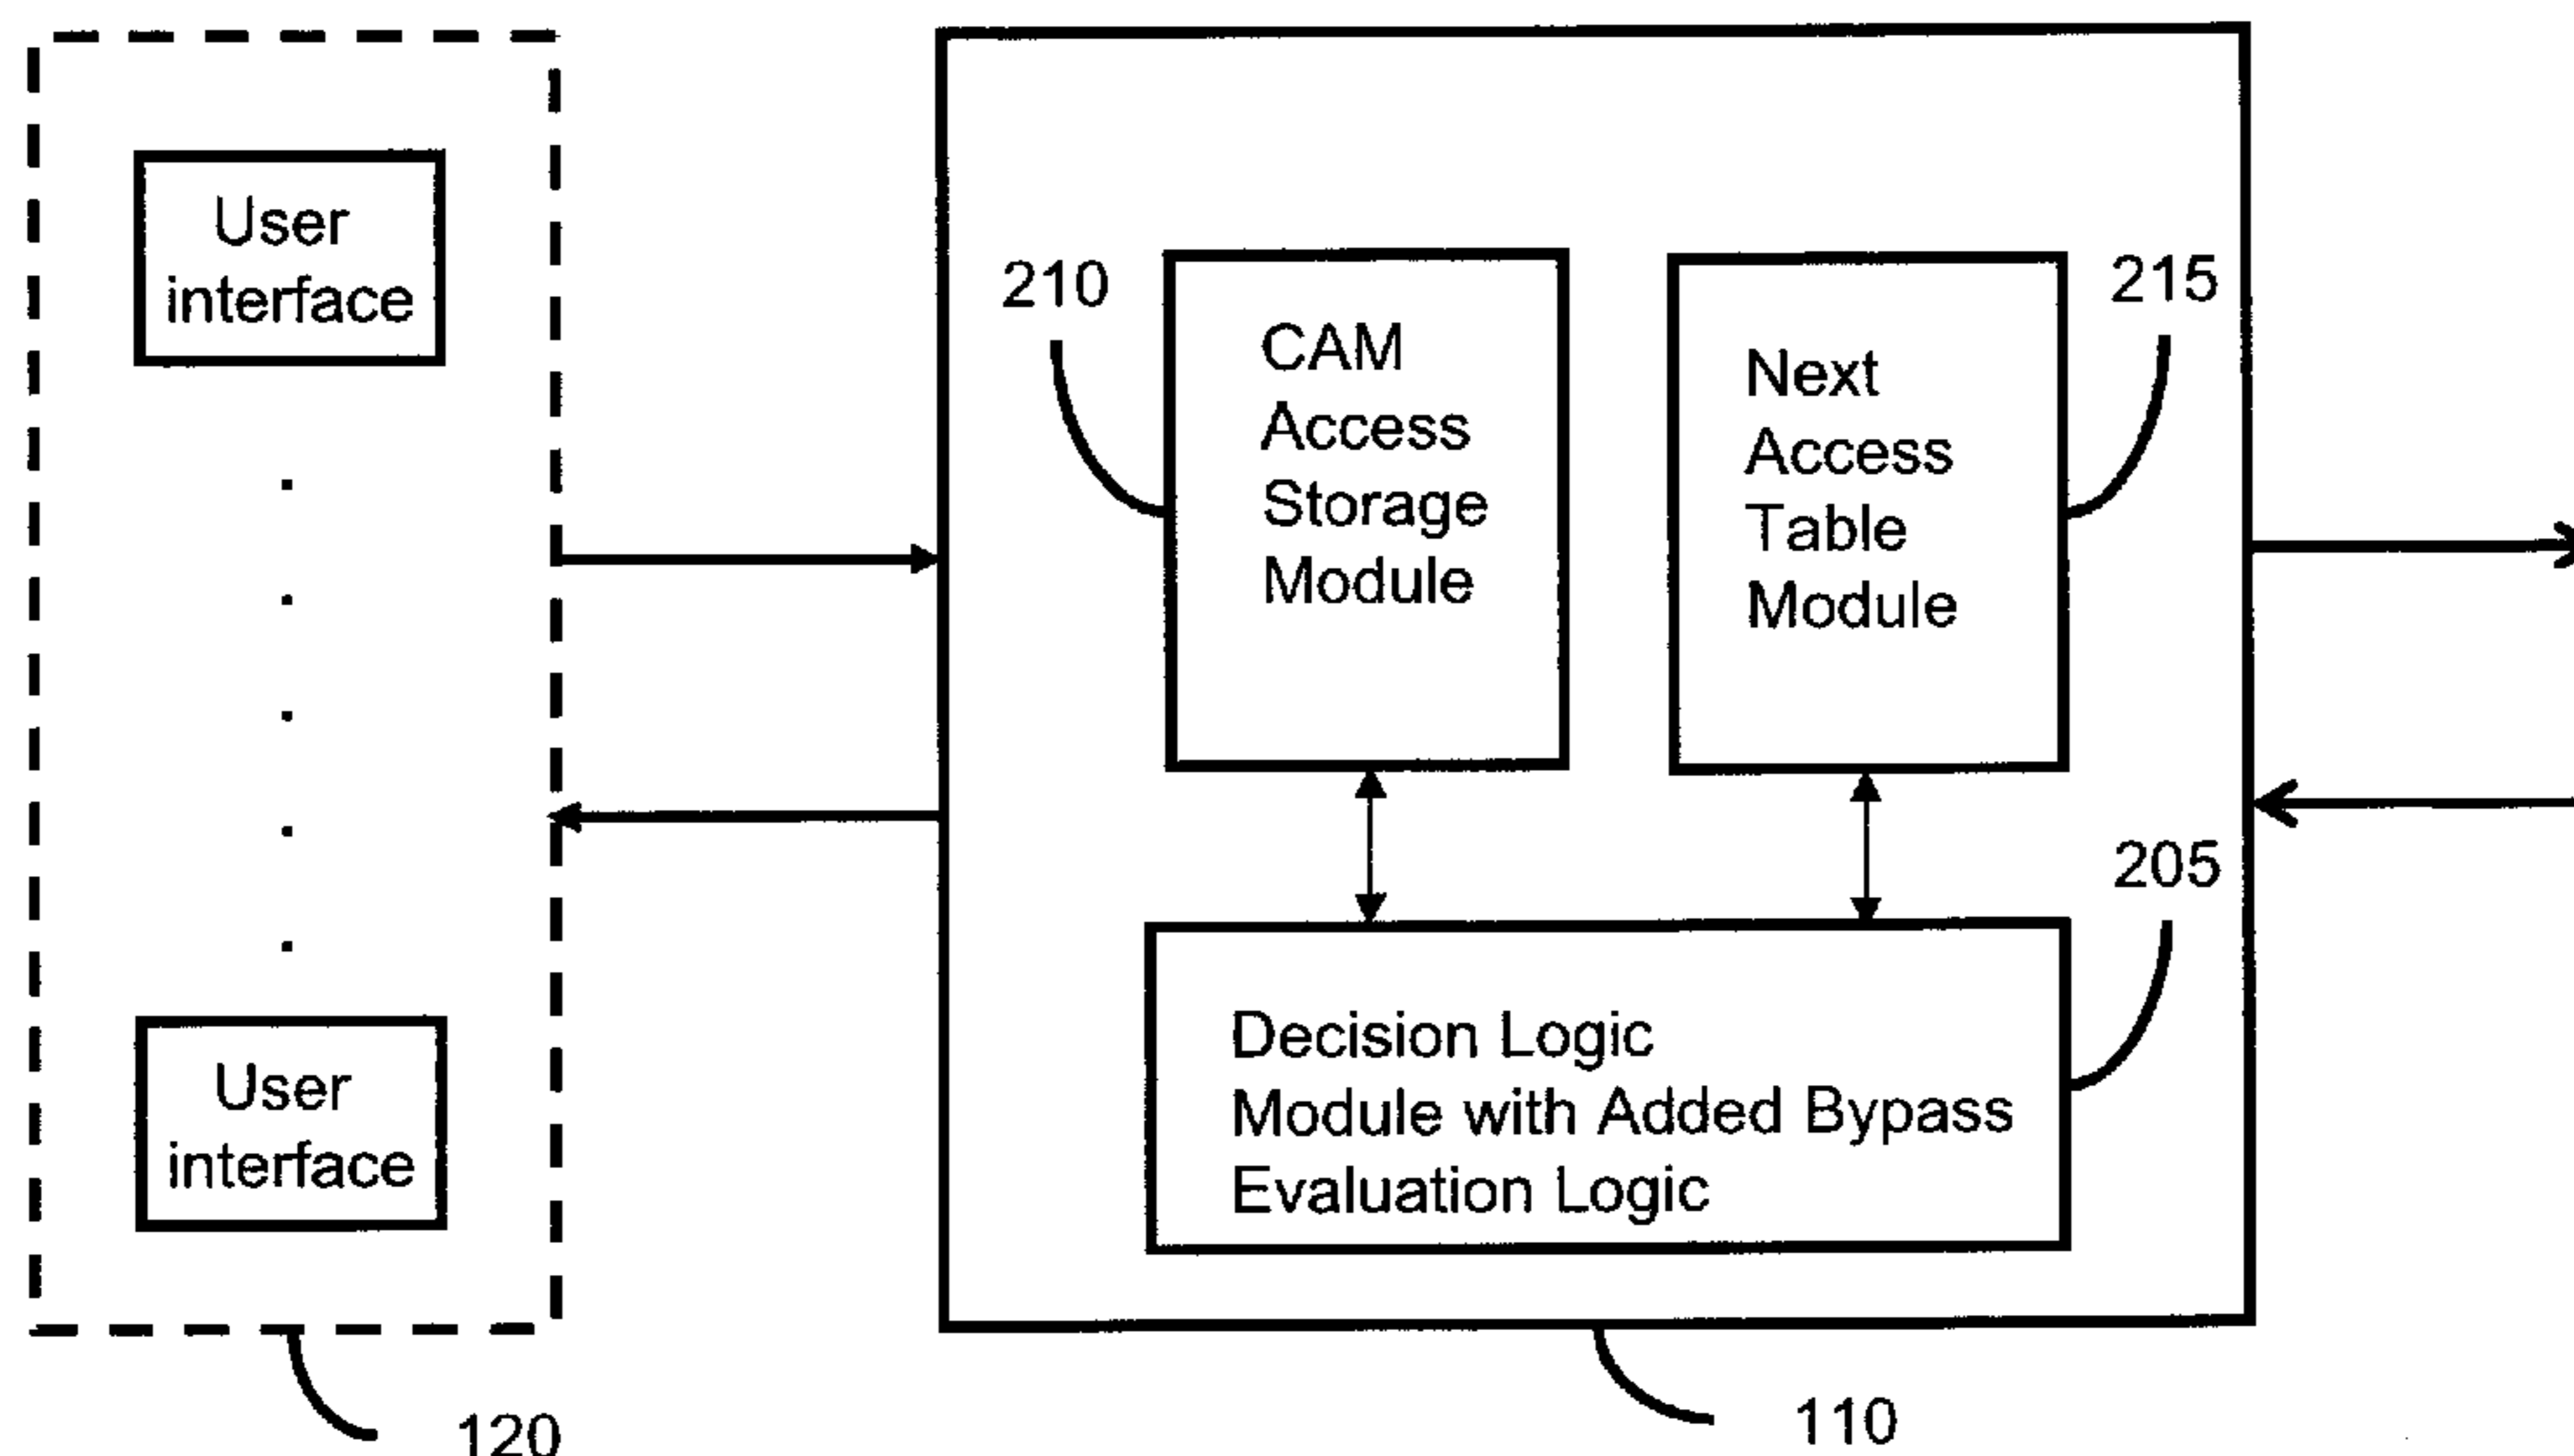 User
interface
210
CAM
Access
Storage
Module
Next
Access
Table
Module
215
205
Decision Logic
Module with Added Bypass
Evaluation Logic
User
interface
120
110